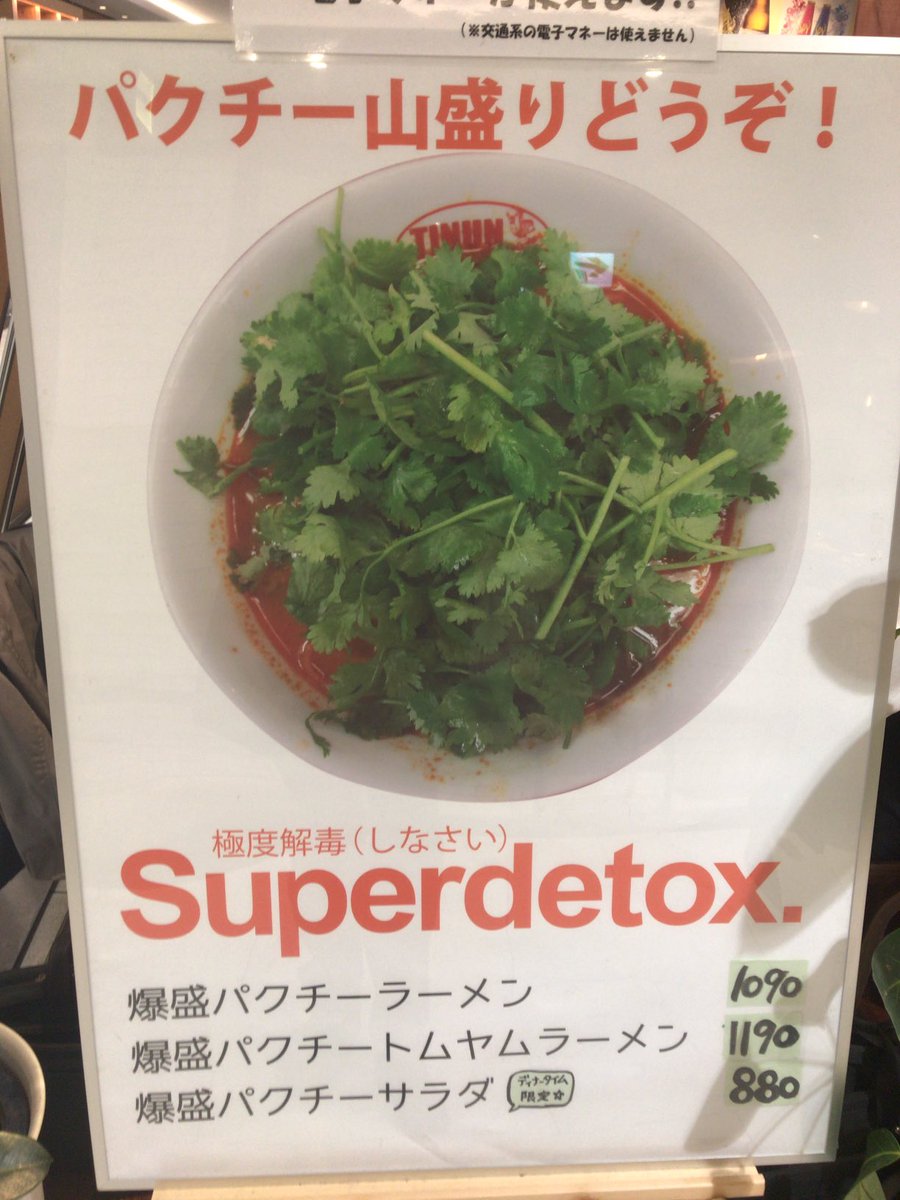 (※交通系の電子マネーは使えません)
パクチー山盛りどうぞ！
TINUN
極度解毒（しなさい）
Superdetox.
爆盛パクチーラーメン 1090
爆盛パクチートムヤムラーメン 1190
爆盛パクチーサラダ ディナータイム限定☆ 880